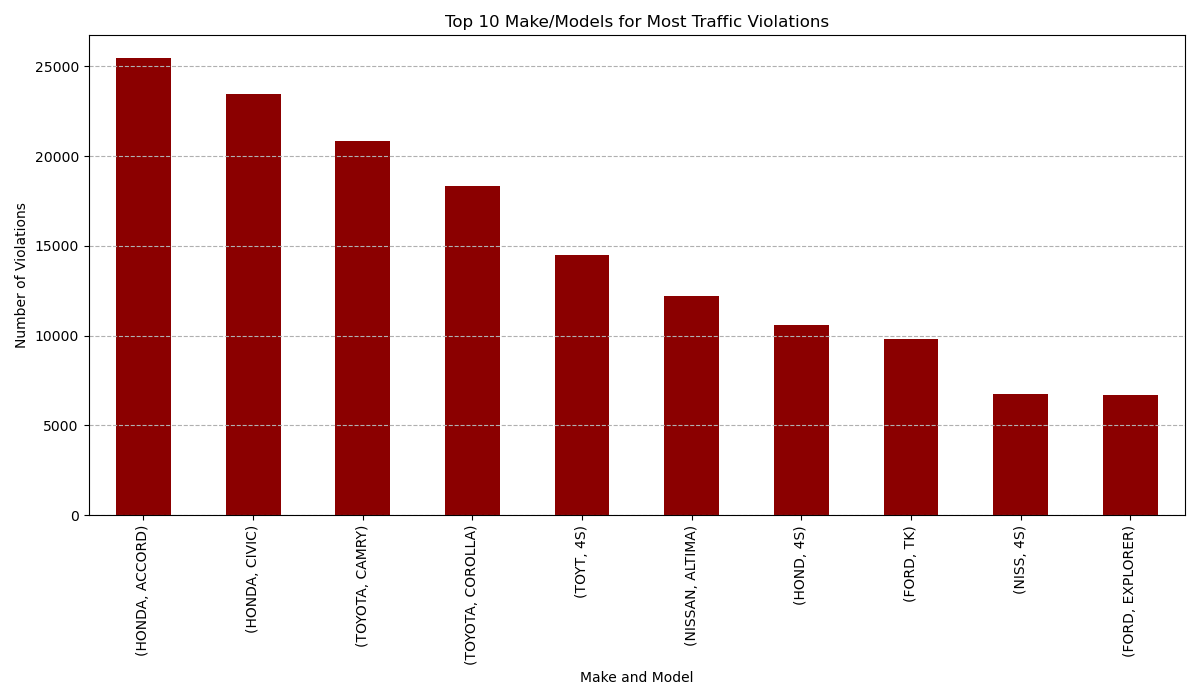 Top 10 Make/Models for Most Traffic Violations
Number of Violations
25000
20000
15000
10000
5000
0
(HONDA, ACCORD)
(HONDA, CIVIC)
(TOYOTA, CAMRY)
(TOYOTA, COROLLA)
(TOYT, 4S)
(NISSAN, ALTIMA)
(HOND, 4S)
(FORD, TK)
(NISS, 4S)
(FORD, EXPLORER)
Make and Model